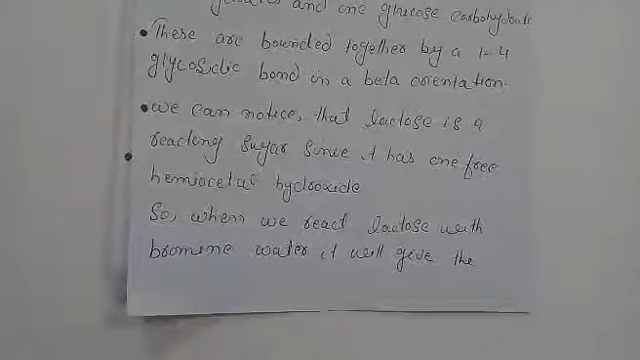 and one glucose carbohydrate
• These are bounded together by a 1-4
glycosidic bond in a beta orientation.
• we can notice, that lactose is a
reacting sugar since it has one free
hemiacetal hydroxide
So, when we react lactose with
bromine water it will give the